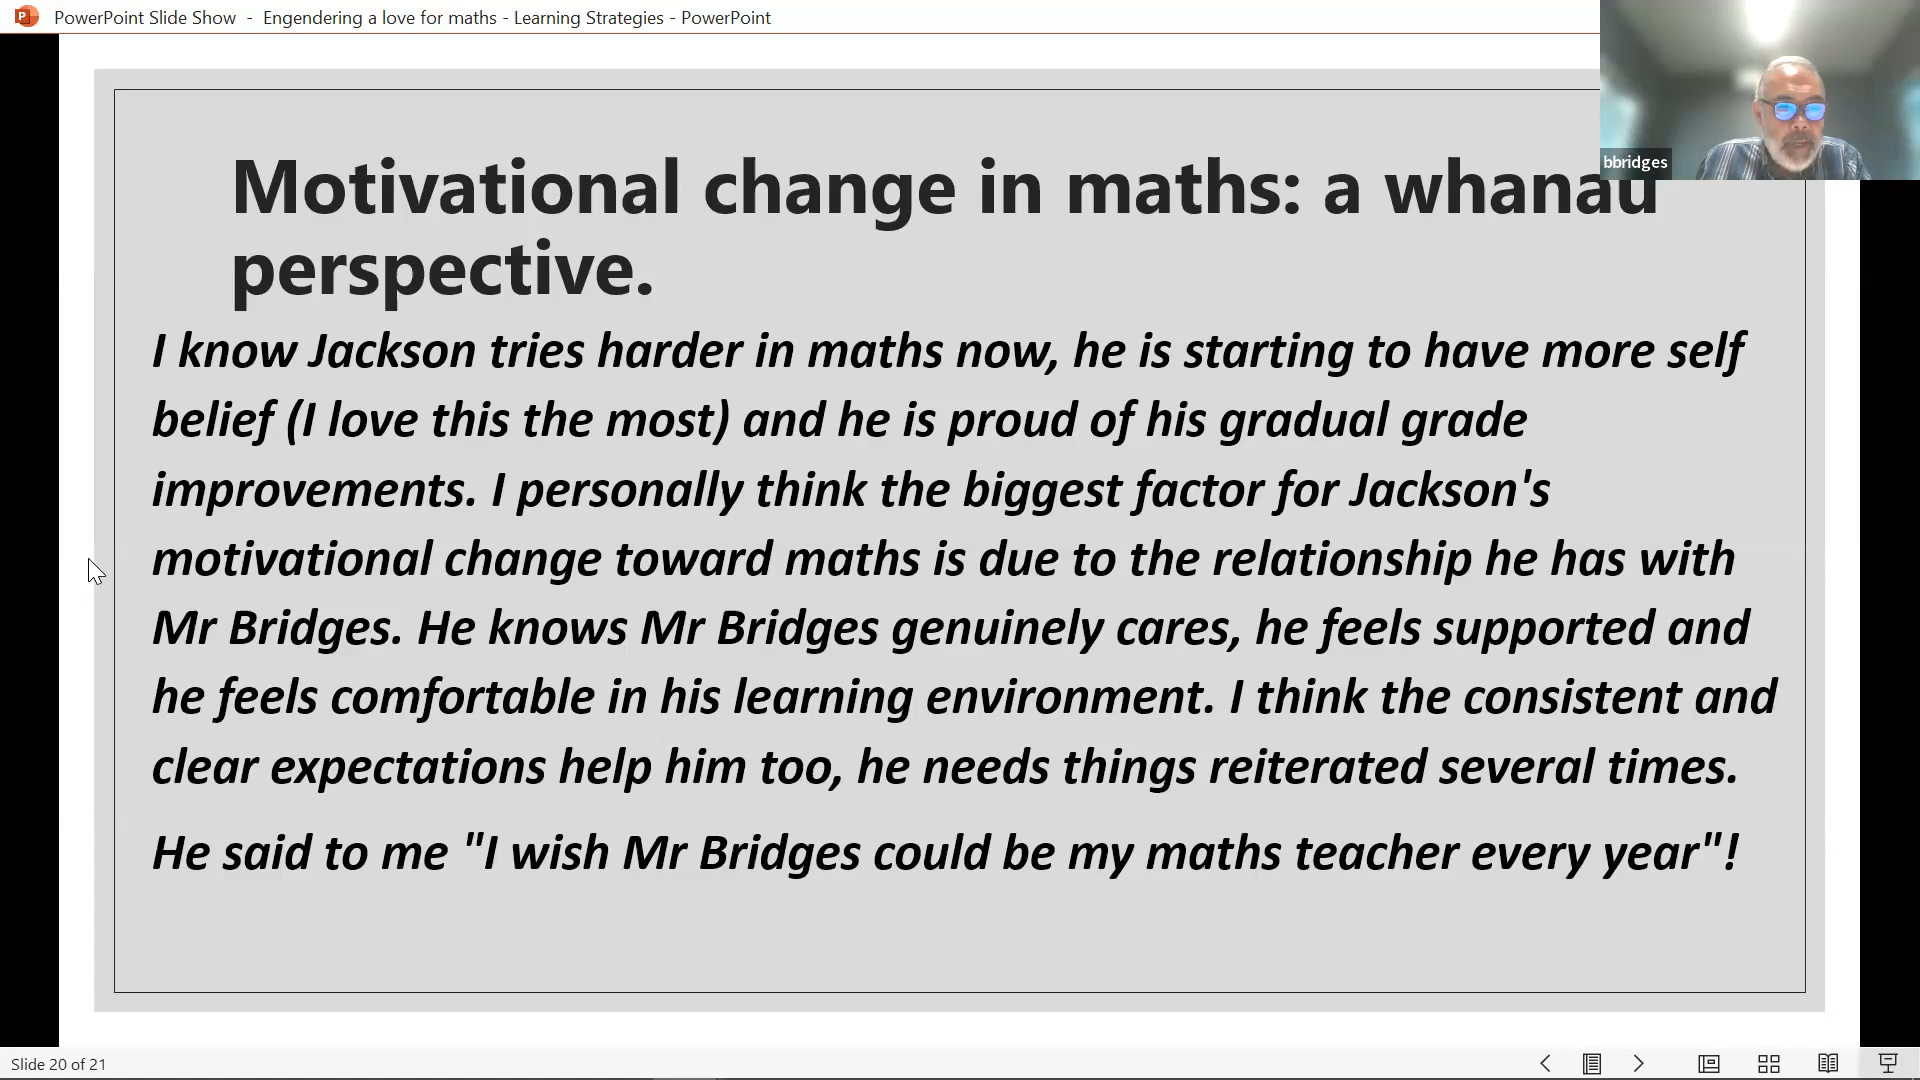 PowerPoint Slide Show - Engendering a love for maths - Learning Strategies - PowerPoint
bbridges
Motivational change in maths: a whanau
perspective.
I know Jackson tries harder in maths now, he is starting to have more self
belief (I love this the most) and he is proud of his gradual grade
improvements. I personally think the biggest factor for Jackson's
motivational change toward maths is due to the relationship he has with
Mr Bridges. He knows Mr Bridges genuinely cares, he feels supported and
he feels comfortable in his learning environment. I think the consistent and
clear expectations help him too, he needs things reiterated several times.
He said to me "I wish Mr Bridges could be my maths teacher every year"!
Slide 20 of 21